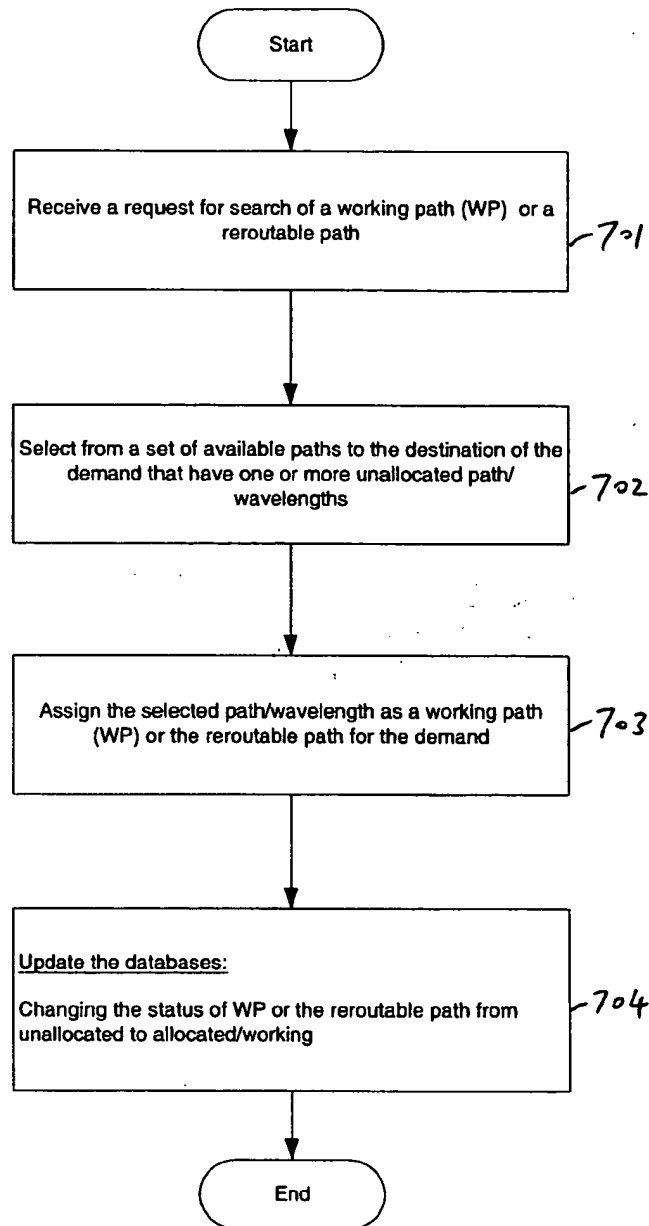 Start
Receive a request for search of a working path (WP) or a
reroutable path
701
Select from a set of available paths to the destination of the
demand that have one or more unallocated path/
wavelengths
702
Assign the selected path/wavelength as a working path
(WP) or the reroutable path for the demand
703
Update the databases:
Changing the status of WP or the reroutable path from
unallocated to allocated/working
704
End